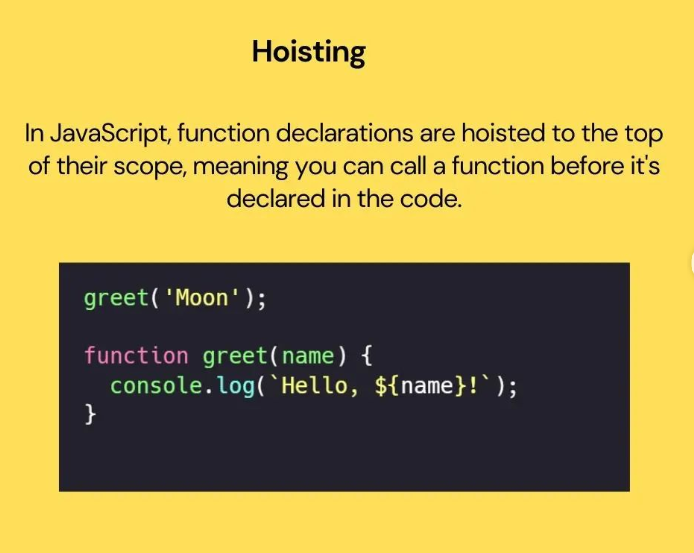 Hoisting
In JavaScript, function declarations are hoisted to the top
of their scope, meaning you can call a function before it's
declared in the code.
greet('Moon');
function greet(name) {
  console.log(`Hello, ${name}!`);
}